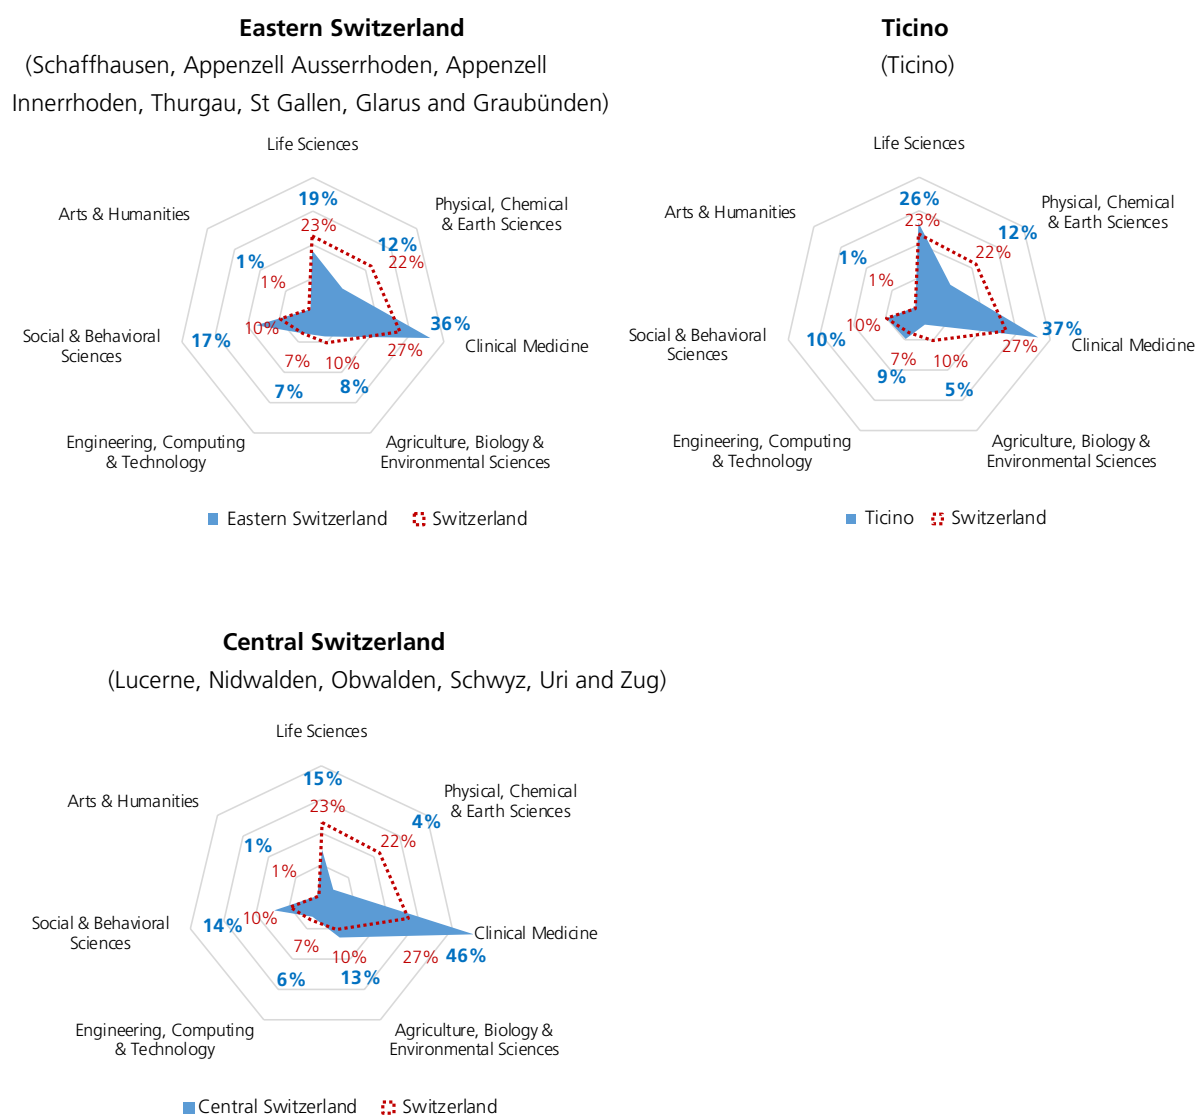 Eastern Switzerland
(Schaffhausen, Appenzell Ausserrhoden, Appenzell
Innerrhoden, Thurgau, St Gallen, Glarus and Graubünden)
Life Sciences
Physical, Chemical
& Earth Sciences
Arts & Humanities
19%
23%
12%
22%
1%
1%
36%
27%
Clinical Medicine
Social & Behavioral
Sciences
17%
10%
7%
7%
10%
8%
Engineering, Computing
& Technology
Agriculture, Biology &
Environmental Sciences
Eastern Switzerland
Switzerland
Ticino
(Ticino)
Life Sciences
Physical, Chemical
& Earth Sciences
Arts & Humanities
26%
23%
12%
22%
1%
1%
37%
27%
Clinical Medicine
Social & Behavioral
Sciences
10%
10%
7%
9%
10%
5%
Engineering, Computing
& Technology
Agriculture, Biology &
Environmental Sciences
Ticino
Switzerland
Central Switzerland
(Lucerne, Nidwalden, Obwalden, Schwyz, Uri and Zug)
Life Sciences
Physical, Chemical
& Earth Sciences
Arts & Humanities
15%
23%
4%
22%
1%
1%
Clinical Medicine
46%
27%
Social & Behavioral
Sciences
14%
10%
7%
6%
10%
13%
Engineering, Computing
& Technology
Agriculture, Biology &
Environmental Sciences
Central Switzerland
Switzerland